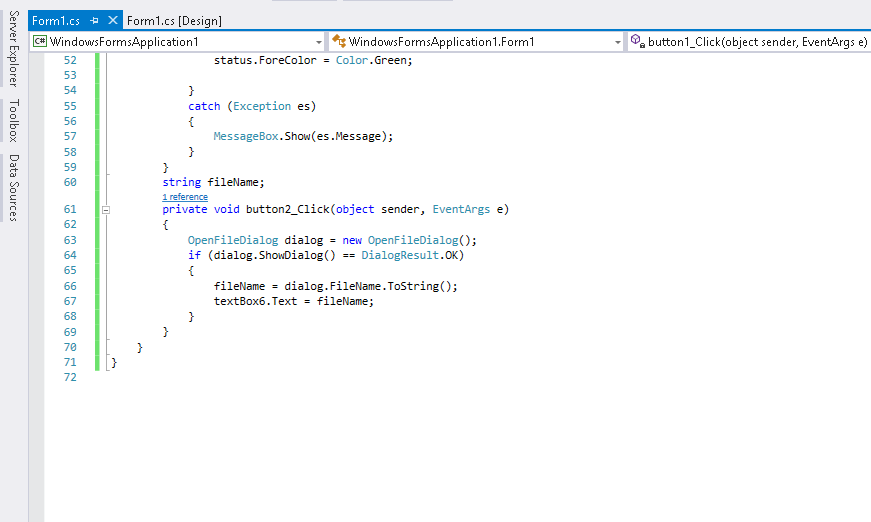 Form1.cs Form1.cs [Design]
C# WindowsFormsApplication1 WindowsFormsApplication1.Form1 button1_Click(object sender, EventArgs e)
Server Explorer
Toolbox
Data Sources
52 status.ForeColor = Color.Green;
53
54 }
55 catch (Exception es)
56 {
57 MessageBox.Show(es.Message);
58 }
59 }
60 string fileName;
1 reference
61 private void button2_Click(object sender, EventArgs e)
62 {
63 OpenFileDialog dialog = new OpenFileDialog();
64 if (dialog.ShowDialog() == DialogResult.OK)
65 {
66 fileName = dialog.FileName.ToString();
67 textBox6.Text = fileName;
68 }
69 }
70 }
71 }
72